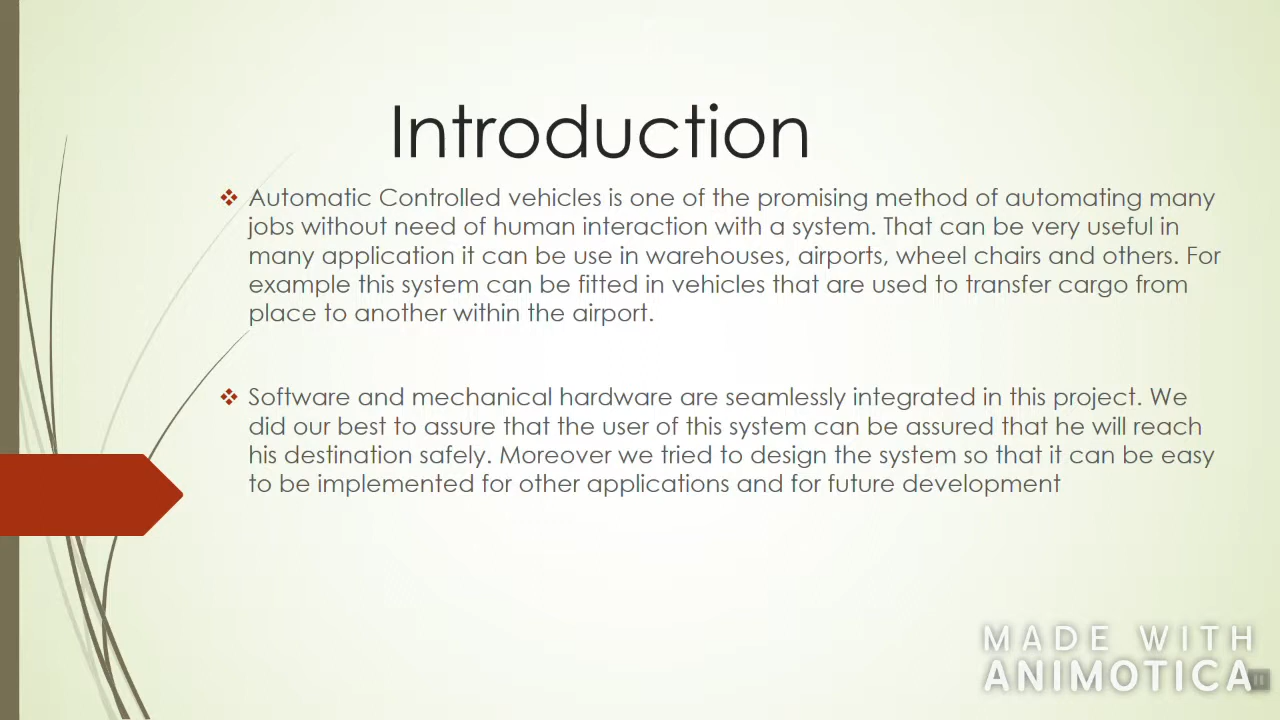 Introduction
Automatic Controlled vehicles is one of the promising method of automating many
jobs without need of human interaction with a system. That can be very useful in
many application it can be use in warehouses, airports, wheel chairs and others. For
example this system can be fitted in vehicles that are used to transfer cargo from
place to another within the airport.
Software and mechanical hardware are seamlessly integrated in this project. We
did our best to assure that the user of this system can be assured that he will reach
his destination safely. Moreover we tried to design the system so that it can be easy
to be implemented for other applications and for future development
MADE WITH
ANIMOTICA